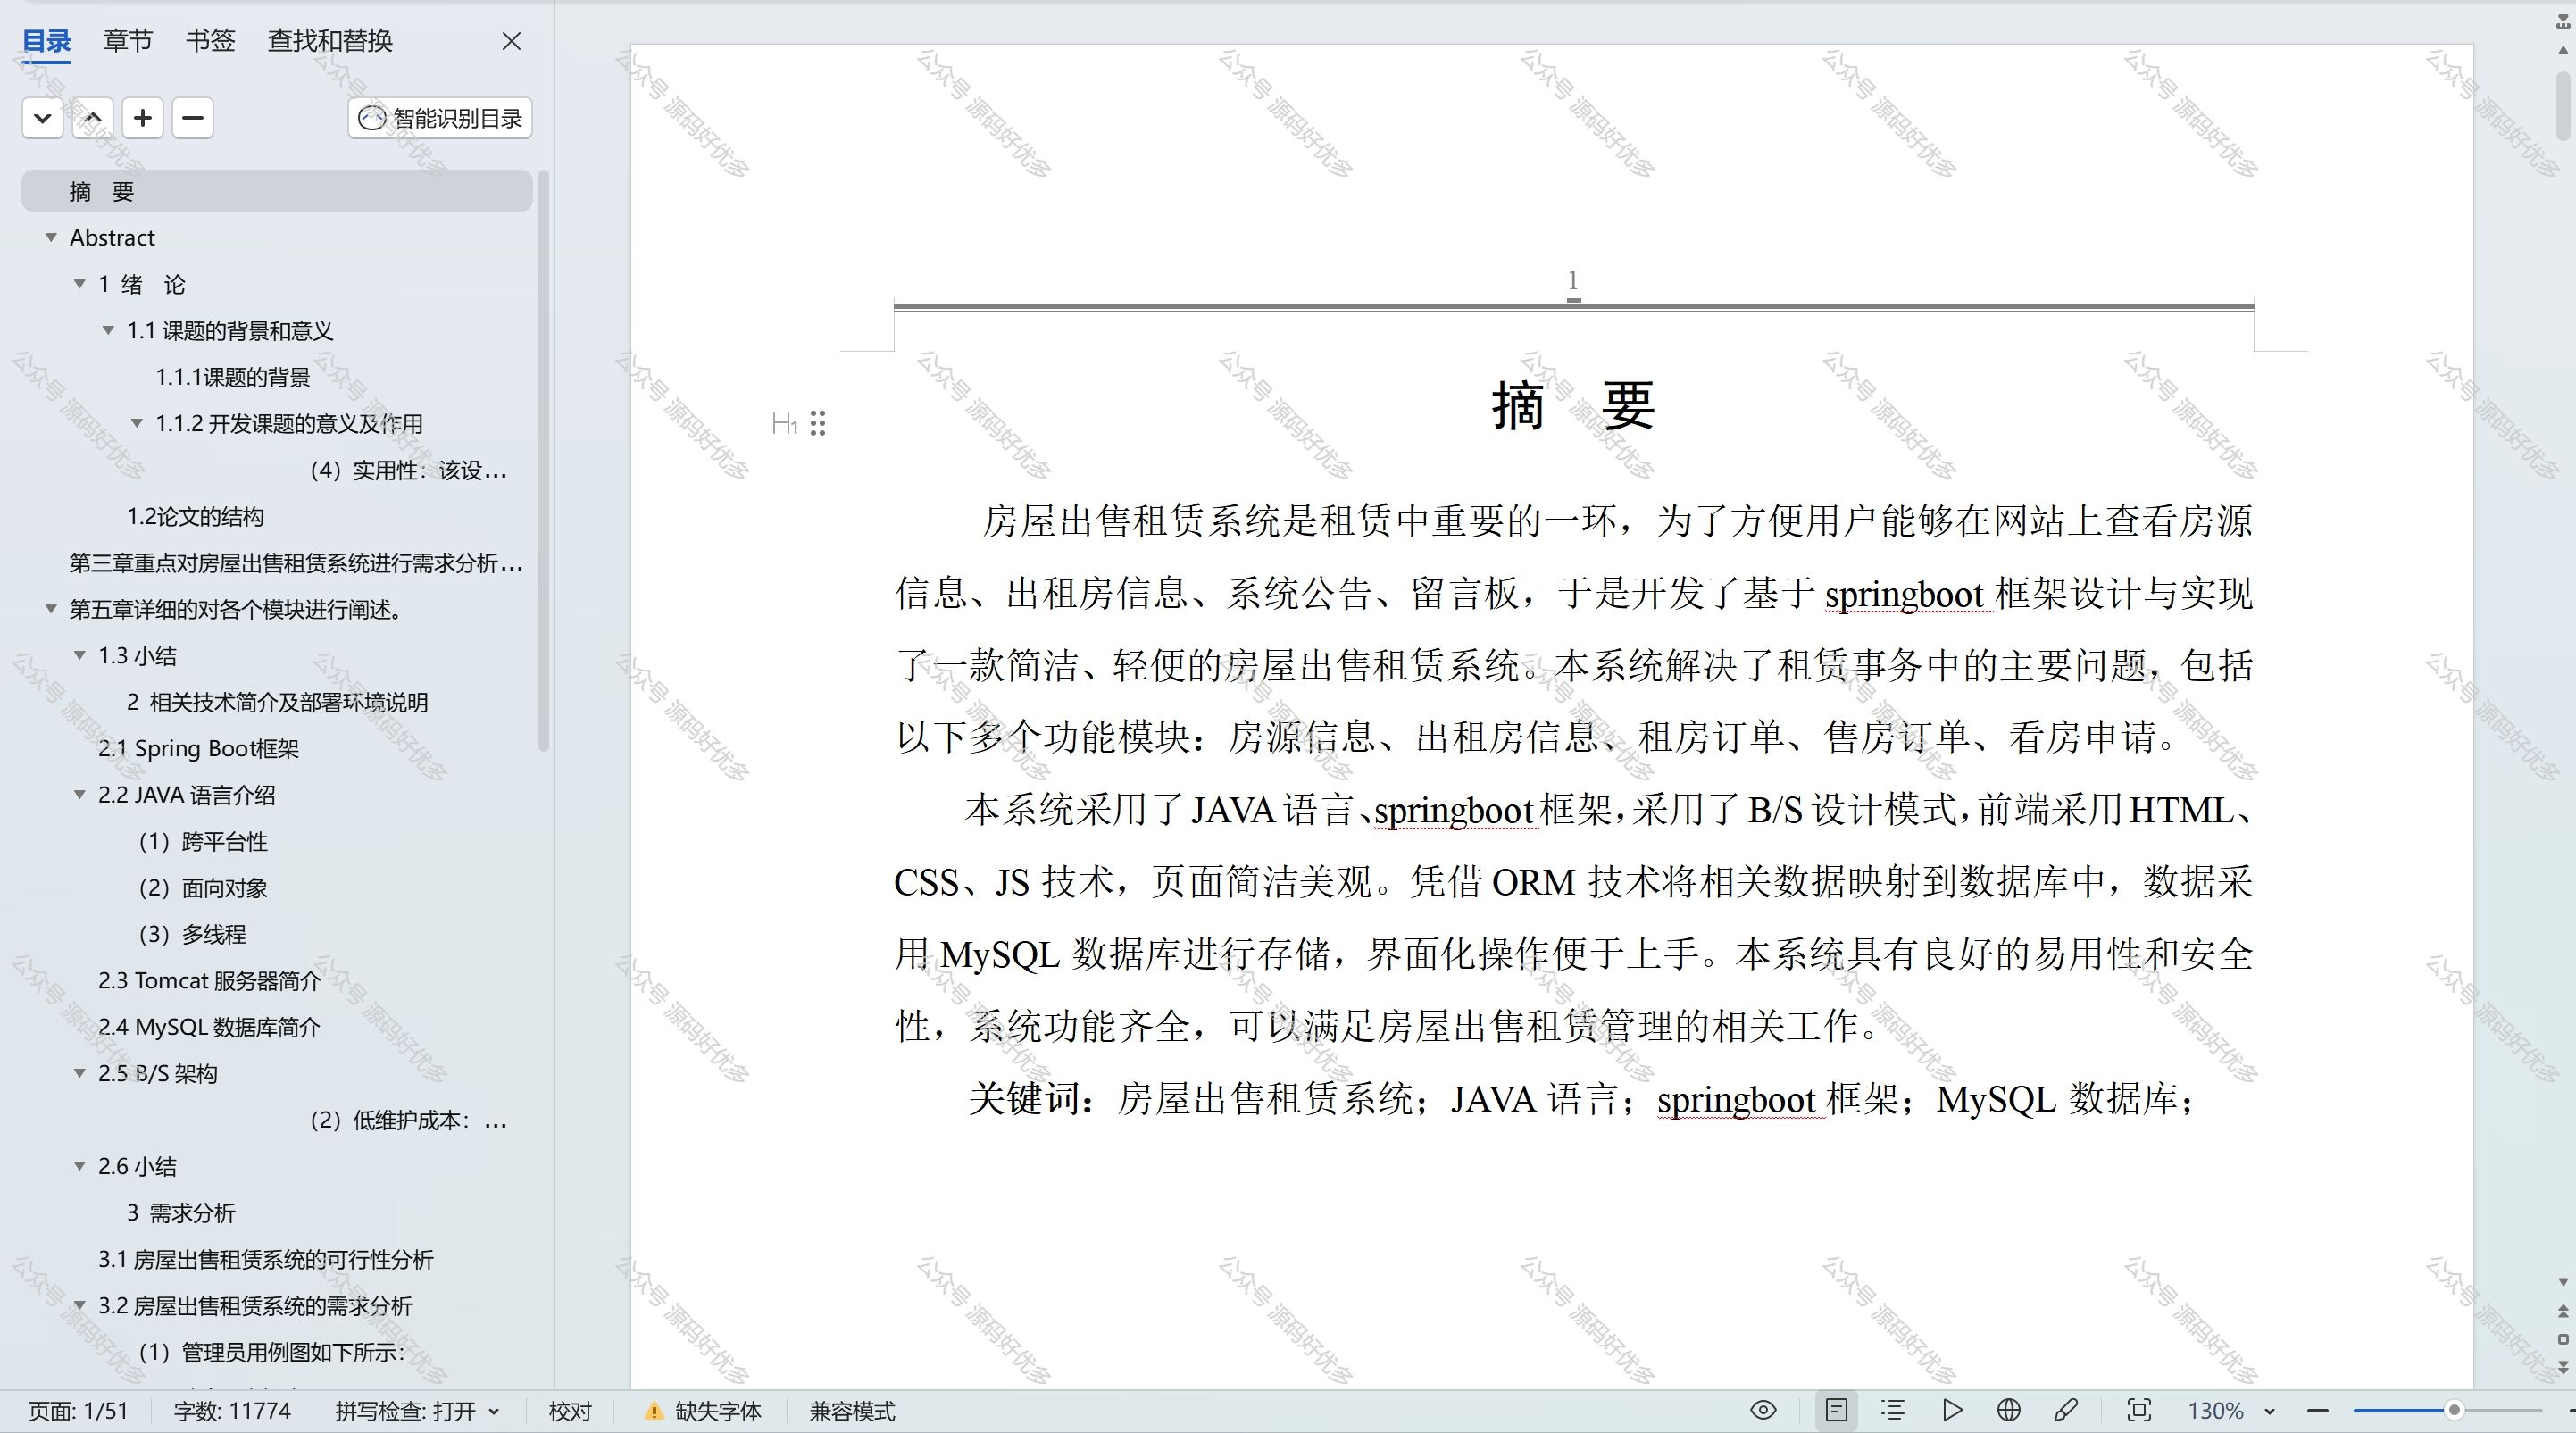 目录 章节 书签 查找和替换
智能识别目录
摘 要
Abstract
1 绪 论
1.1 课题的背景和意义
1.1.1课题的背景
1.1.2 开发课题的意义及作用
（4）实用性：该设...
1.2论文的结构
第三章重点对房屋出售租赁系统进行需求分析...
第五章详细的对各个模块进行阐述。
1.3 小结
2 相关技术简介及部署环境说明
2.1 Spring Boot框架
2.2 JAVA 语言介绍
（1）跨平台性
（2）面向对象
（3）多线程
2.3 Tomcat 服务器简介
2.4 MySQL 数据库简介
2.5 B/S 架构
（2）低维护成本：...
2.6 小结
3 需求分析
3.1 房屋出售租赁系统的可行性分析
3.2 房屋出售租赁系统的需求分析
（1）管理员用例图如下所示：
1
H1
摘 要
房屋出售租赁系统是租赁中重要的一环，为了方便用户能够在网站上查看房源
信息、出租房信息、系统公告、留言板，于是开发了基于 springboot 框架设计与实现
了一款简洁、轻便的房屋出售租赁系统。本系统解决了租赁事务中的主要问题，包括
以下多个功能模块：房源信息、出租房信息、租房订单、售房订单、看房申请。
本系统采用了 JAVA 语言、springboot 框架，采用了 B/S 设计模式，前端采用 HTML、
CSS、JS 技术，页面简洁美观。凭借 ORM 技术将相关数据映射到数据库中，数据采
用 MySQL 数据库进行存储，界面化操作便于上手。本系统具有良好的易用性和安全
性，系统功能齐全，可以满足房屋出售租赁管理的相关工作。
关键词：房屋出售租赁系统；JAVA 语言；springboot 框架；MySQL 数据库；
页面: 1/51 字数: 11774 拼写检查: 打开 校对 缺失字体 兼容模式 130%
公众号 源码好优多